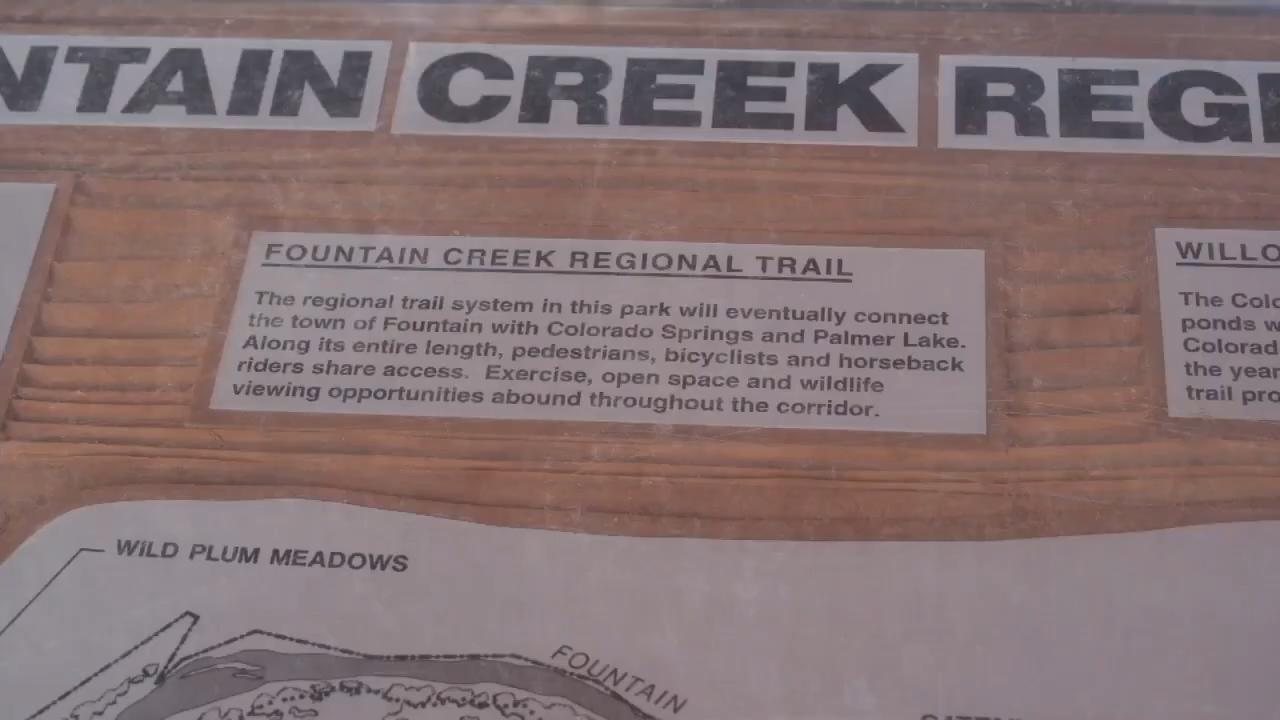 NTAIN CREEK REGI
FOUNTAIN CREEK REGIONAL TRAIL
The regional trail system in this park will eventually connect
the town of Fountain with Colorado Springs and Palmer Lake.
Along its entire length, pedestrians, bicyclists and horseback
riders share access. Exercise, open space and wildlife
viewing opportunities abound throughout the corridor.
WILLO
The Colo
ponds w
Colorad
the year
trail pro
WILD PLUM MEADOWS
FOUNTAIN